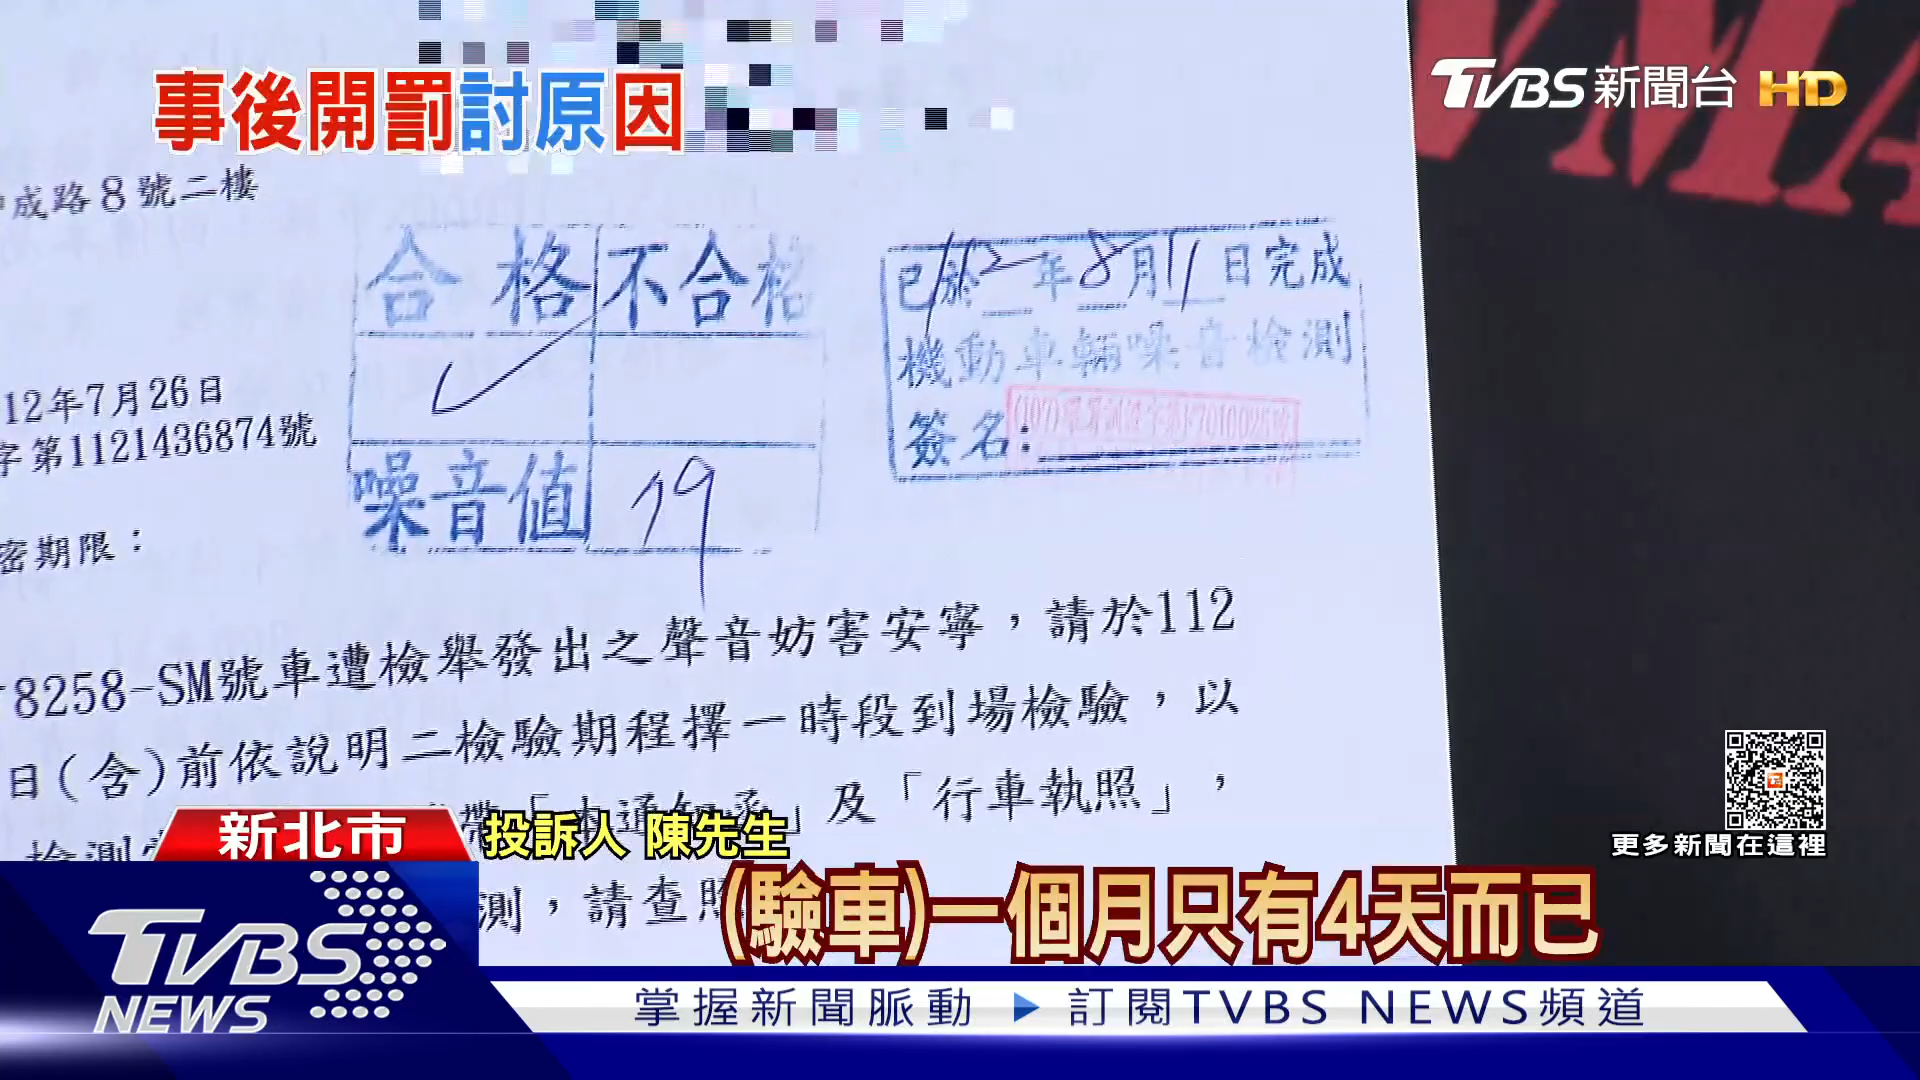 事後開罰討原因
TVBS新聞台 HD
成路8號二樓
合格 不合格
已於112年8月11日完成
機動車輛噪音檢測
簽名：
12年7月26日
字第1121436874號
噪音值 79
密期限：
8258-SM號車遭檢舉發出之聲音妨害安寧，請於112
日(含)前依說明二檢驗期程擇一時段到場檢驗，以
及「行車執照」，
測，請查照
更多新聞在這裡
新北市
投訴人 陳先生
(驗車)一個月只有4天而已
TVBS
NEWS
掌握新聞脈動 ▶ 訂閱TVBS NEWS頻道